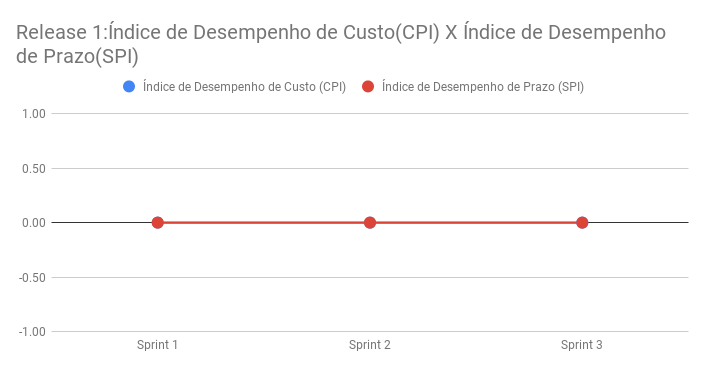 Release 1:Índice de Desempenho de Custo(CPI) X Índice de Desempenho
de Prazo(SPI)
Índice de Desempenho de Custo (CPI) Índice de Desempenho de Prazo (SPI)
1.00
0.50
0.00
-0.50
-1.00
Sprint 1 Sprint 2 Sprint 3